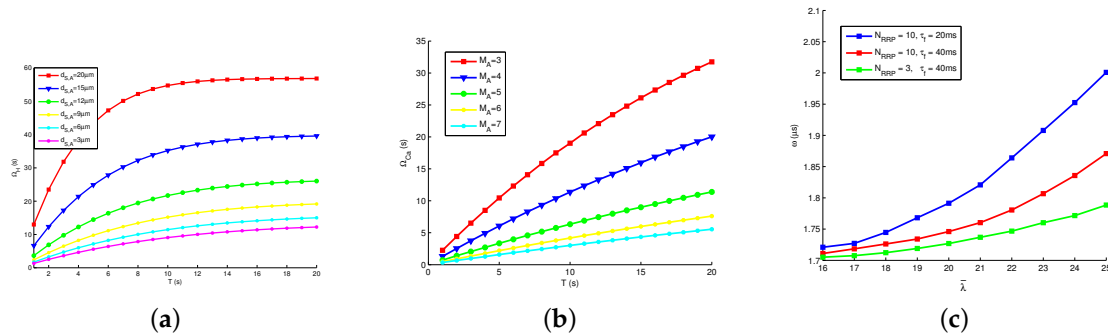 60
50
40
30
20
10
0
Ω_H (s)
d_{S,A}=20μm
d_{S,A}=15μm
d_{S,A}=12μm
d_{S,A}=9μm
d_{S,A}=6μm
d_{S,A}=3μm
2 4 6 8 10 12 14 16 18 20
T (s)
(a)
35
30
25
20
15
10
5
0
Ω_{Ca} (s)
M_A=3
M_A=4
M_A=5
M_A=6
M_A=7
0 5 10 15 20
T (s)
(b)
2.1
2.05
2
1.95
1.9
1.85
1.8
1.75
1.7
ω (μs)
N_{RRP} = 10, τ_f = 20ms
N_{RRP} = 10, τ_f = 40ms
N_{RRP} = 3, τ_f = 40ms
16 17 18 19 20 21 22 23 24 25
λ̄
(c)